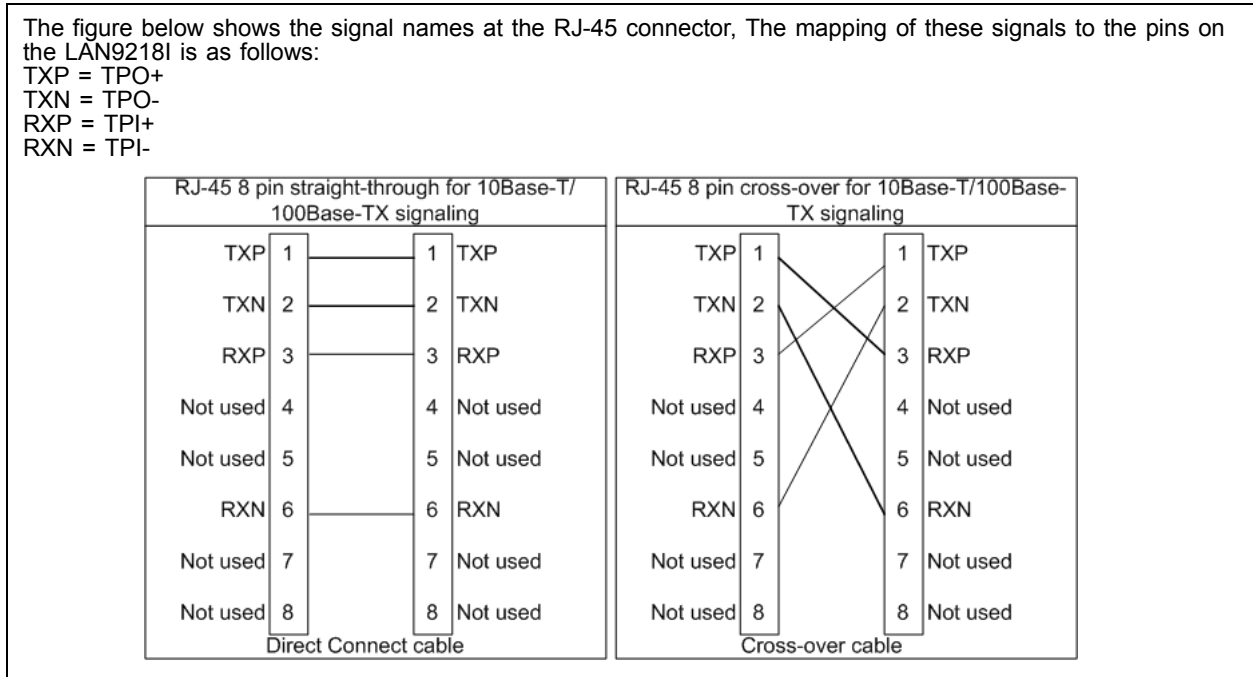 The figure below shows the signal names at the RJ-45 connector, The mapping of these signals to the pins on
the LAN9218I is as follows:
TXP = TPO+
TXN = TPO-
RXP = TPI+
RXN = TPI-
RJ-45 8 pin straight-through for 10Base-T/
100Base-TX signaling
TXP 1 1 TXP
TXN 2 2 TXN
RXP 3 3 RXP
Not used 4 4 Not used
Not used 5 5 Not used
RXN 6 6 RXN
Not used 7 7 Not used
Not used 8 8 Not used
Direct Connect cable
RJ-45 8 pin cross-over for 10Base-T/100Base-
TX signaling
TXP 1 1 TXP
TXN 2 2 TXN
RXP 3 3 RXP
Not used 4 4 Not used
Not used 5 5 Not used
RXN 6 6 RXN
Not used 7 7 Not used
Not used 8 8 Not used
Cross-over cable